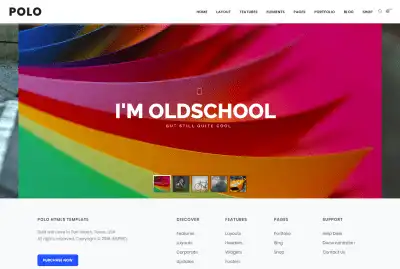 POLO
HOME LAYOUT FEATURES ELEMENTS PAGES PORTFOLIO BLOG SHOP
I'M OLDSCHOOL
BUT STILL QUITE COOL
POLO HTML5 TEMPLATE
DISCOVER FEATURES PAGES SUPPORT
Features Layouts Portfolio Help Desk
Layouts Headers Blog Documentation
Corporate Widgets Shop Contact Us
Updates Footers
PURCHASE NOW